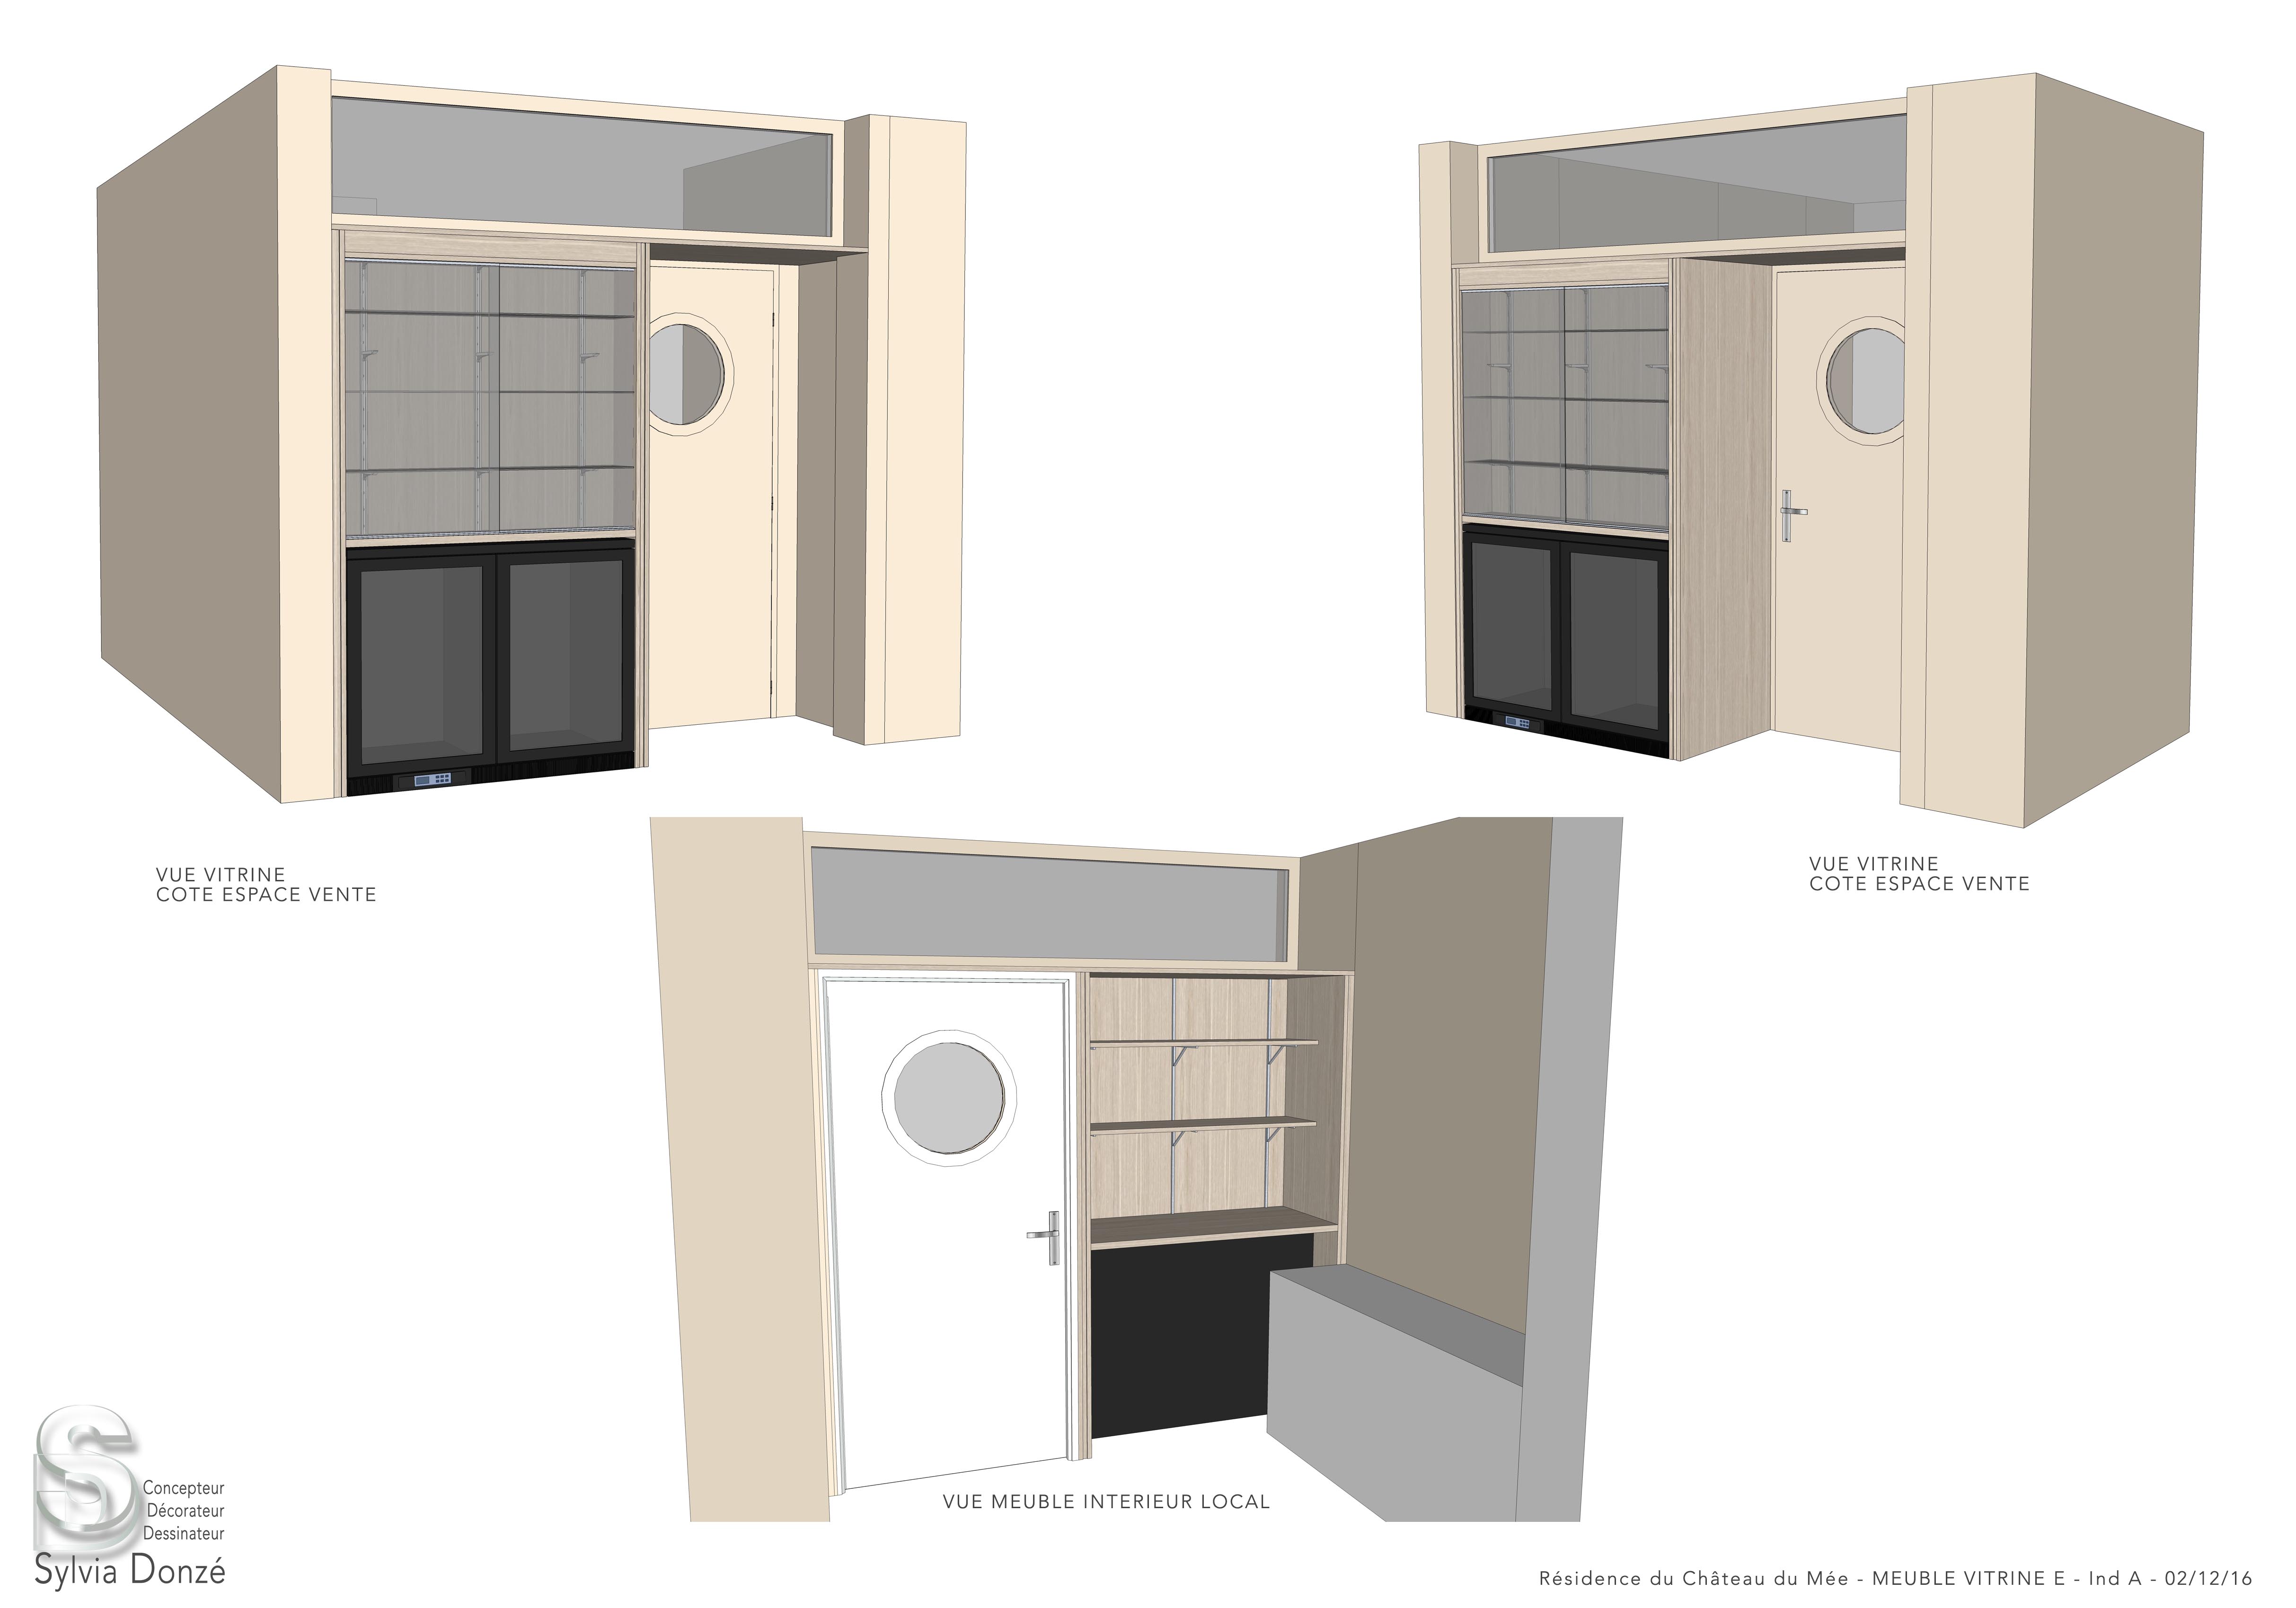 VUE VITRINE
COTE ESPACE VENTE
VUE VITRINE
COTE ESPACE VENTE
VUE MEUBLE INTERIEUR LOCAL
SD
Concepteur
Décorateur
Dessinateur
Sylvia Donzé
Résidence du Château du Mée - MEUBLE VITRINE E - Ind A - 02/12/16